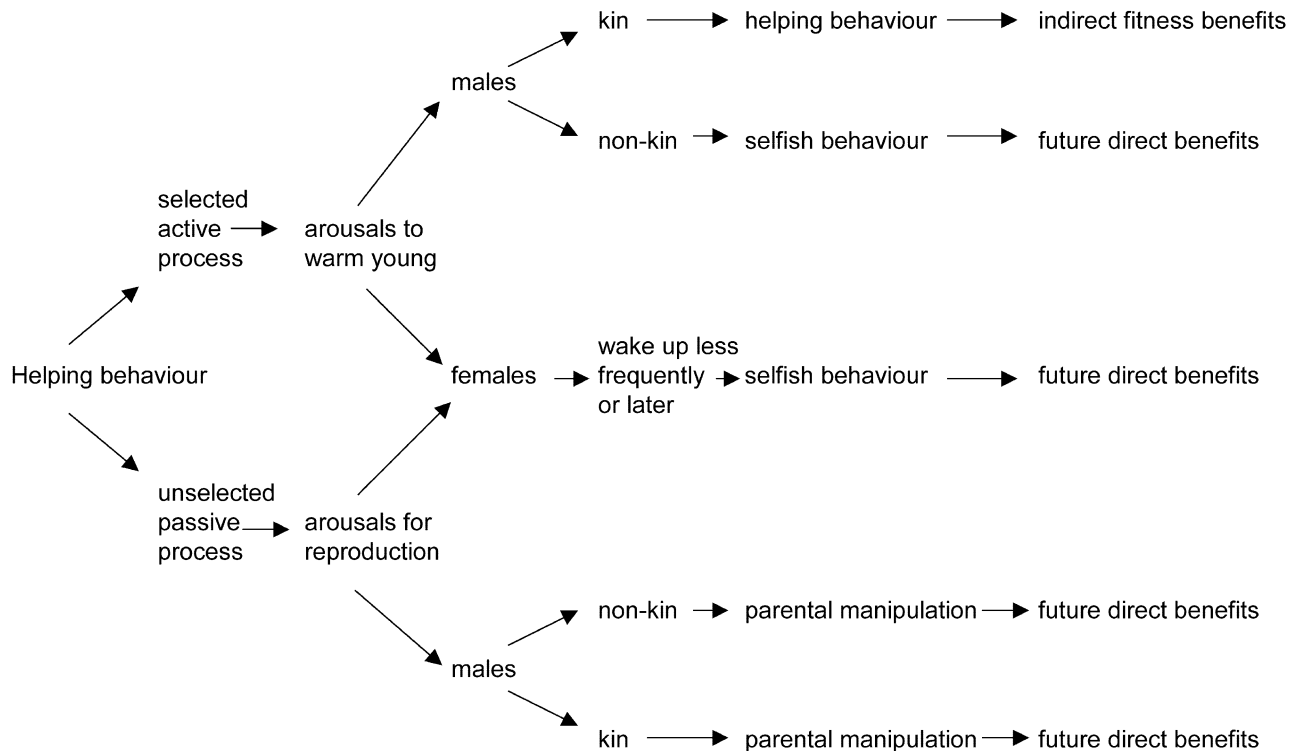 kin
helping behaviour
indirect fitness benefits
males
non-kin
selfish behaviour
future direct benefits
selected
active
process
arousals to
warm young
Helping behaviour
females
wake up less
frequently
or later
selfish behaviour
future direct benefits
unselected
passive
process
arousals for
reproduction
non-kin
parental manipulation
future direct benefits
males
kin
parental manipulation
future direct benefits